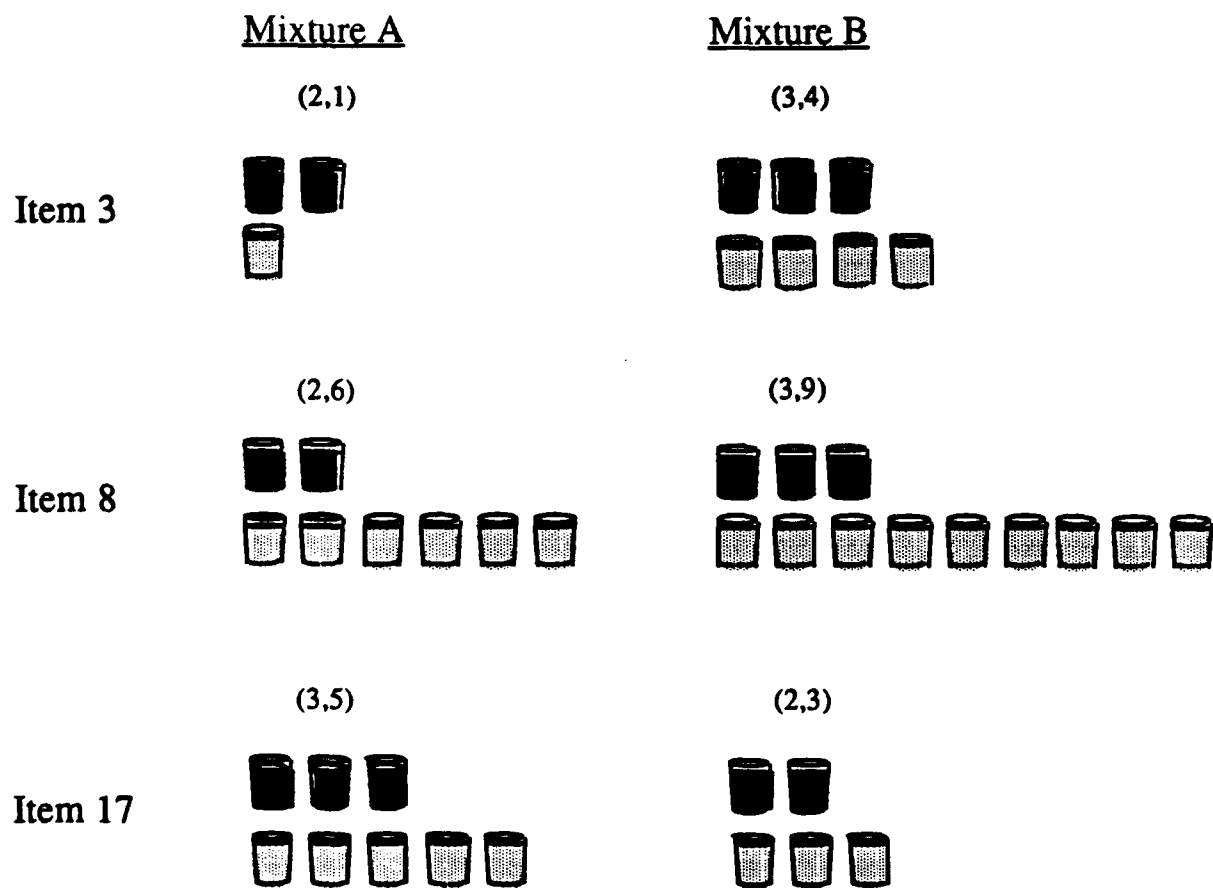 Mixture A Mixture B
(2,1) (3,4)
Item 3
(2,6) (3,9)
Item 8
(3,5) (2,3)
Item 17